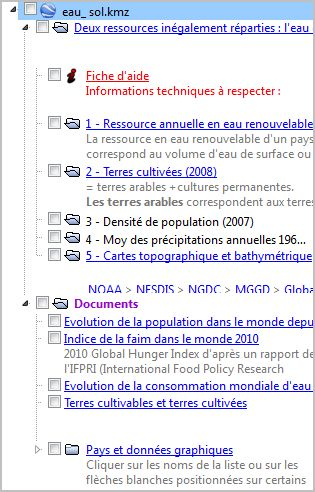 eau_ sol.kmz
Deux ressources inégalement réparties : l'eau
Fiche d'aide
Informations techniques à respecter :
1 - Ressource annuelle en eau renouvelable
La ressource en eau renouvelable d'un pays
correspond au volume d'eau de surface ou
2 - Terres cultivées (2008)
= terres arables + cultures permanentes.
Les terres arables correspondent aux terres
3 - Densité de population (2007)
4 - Moy des précipitations annuelles 196...
5 - Cartes topographique et bathymétrique
NOAA > NESDIS > NGDC > MGGD > Globa
Documents
Evolution de la population dans le monde depu
Indice de la faim dans le monde 2010
2010 Global Hunger Index d'après un rapport de
l'IFPRI (International Food Policy Research
Evolution de la consommation mondiale d'eau
Terres cultivables et terres cultivées
Pays et données graphiques
Cliquer sur les noms de la liste ou sur les
flèches blanches positionnées sur certains